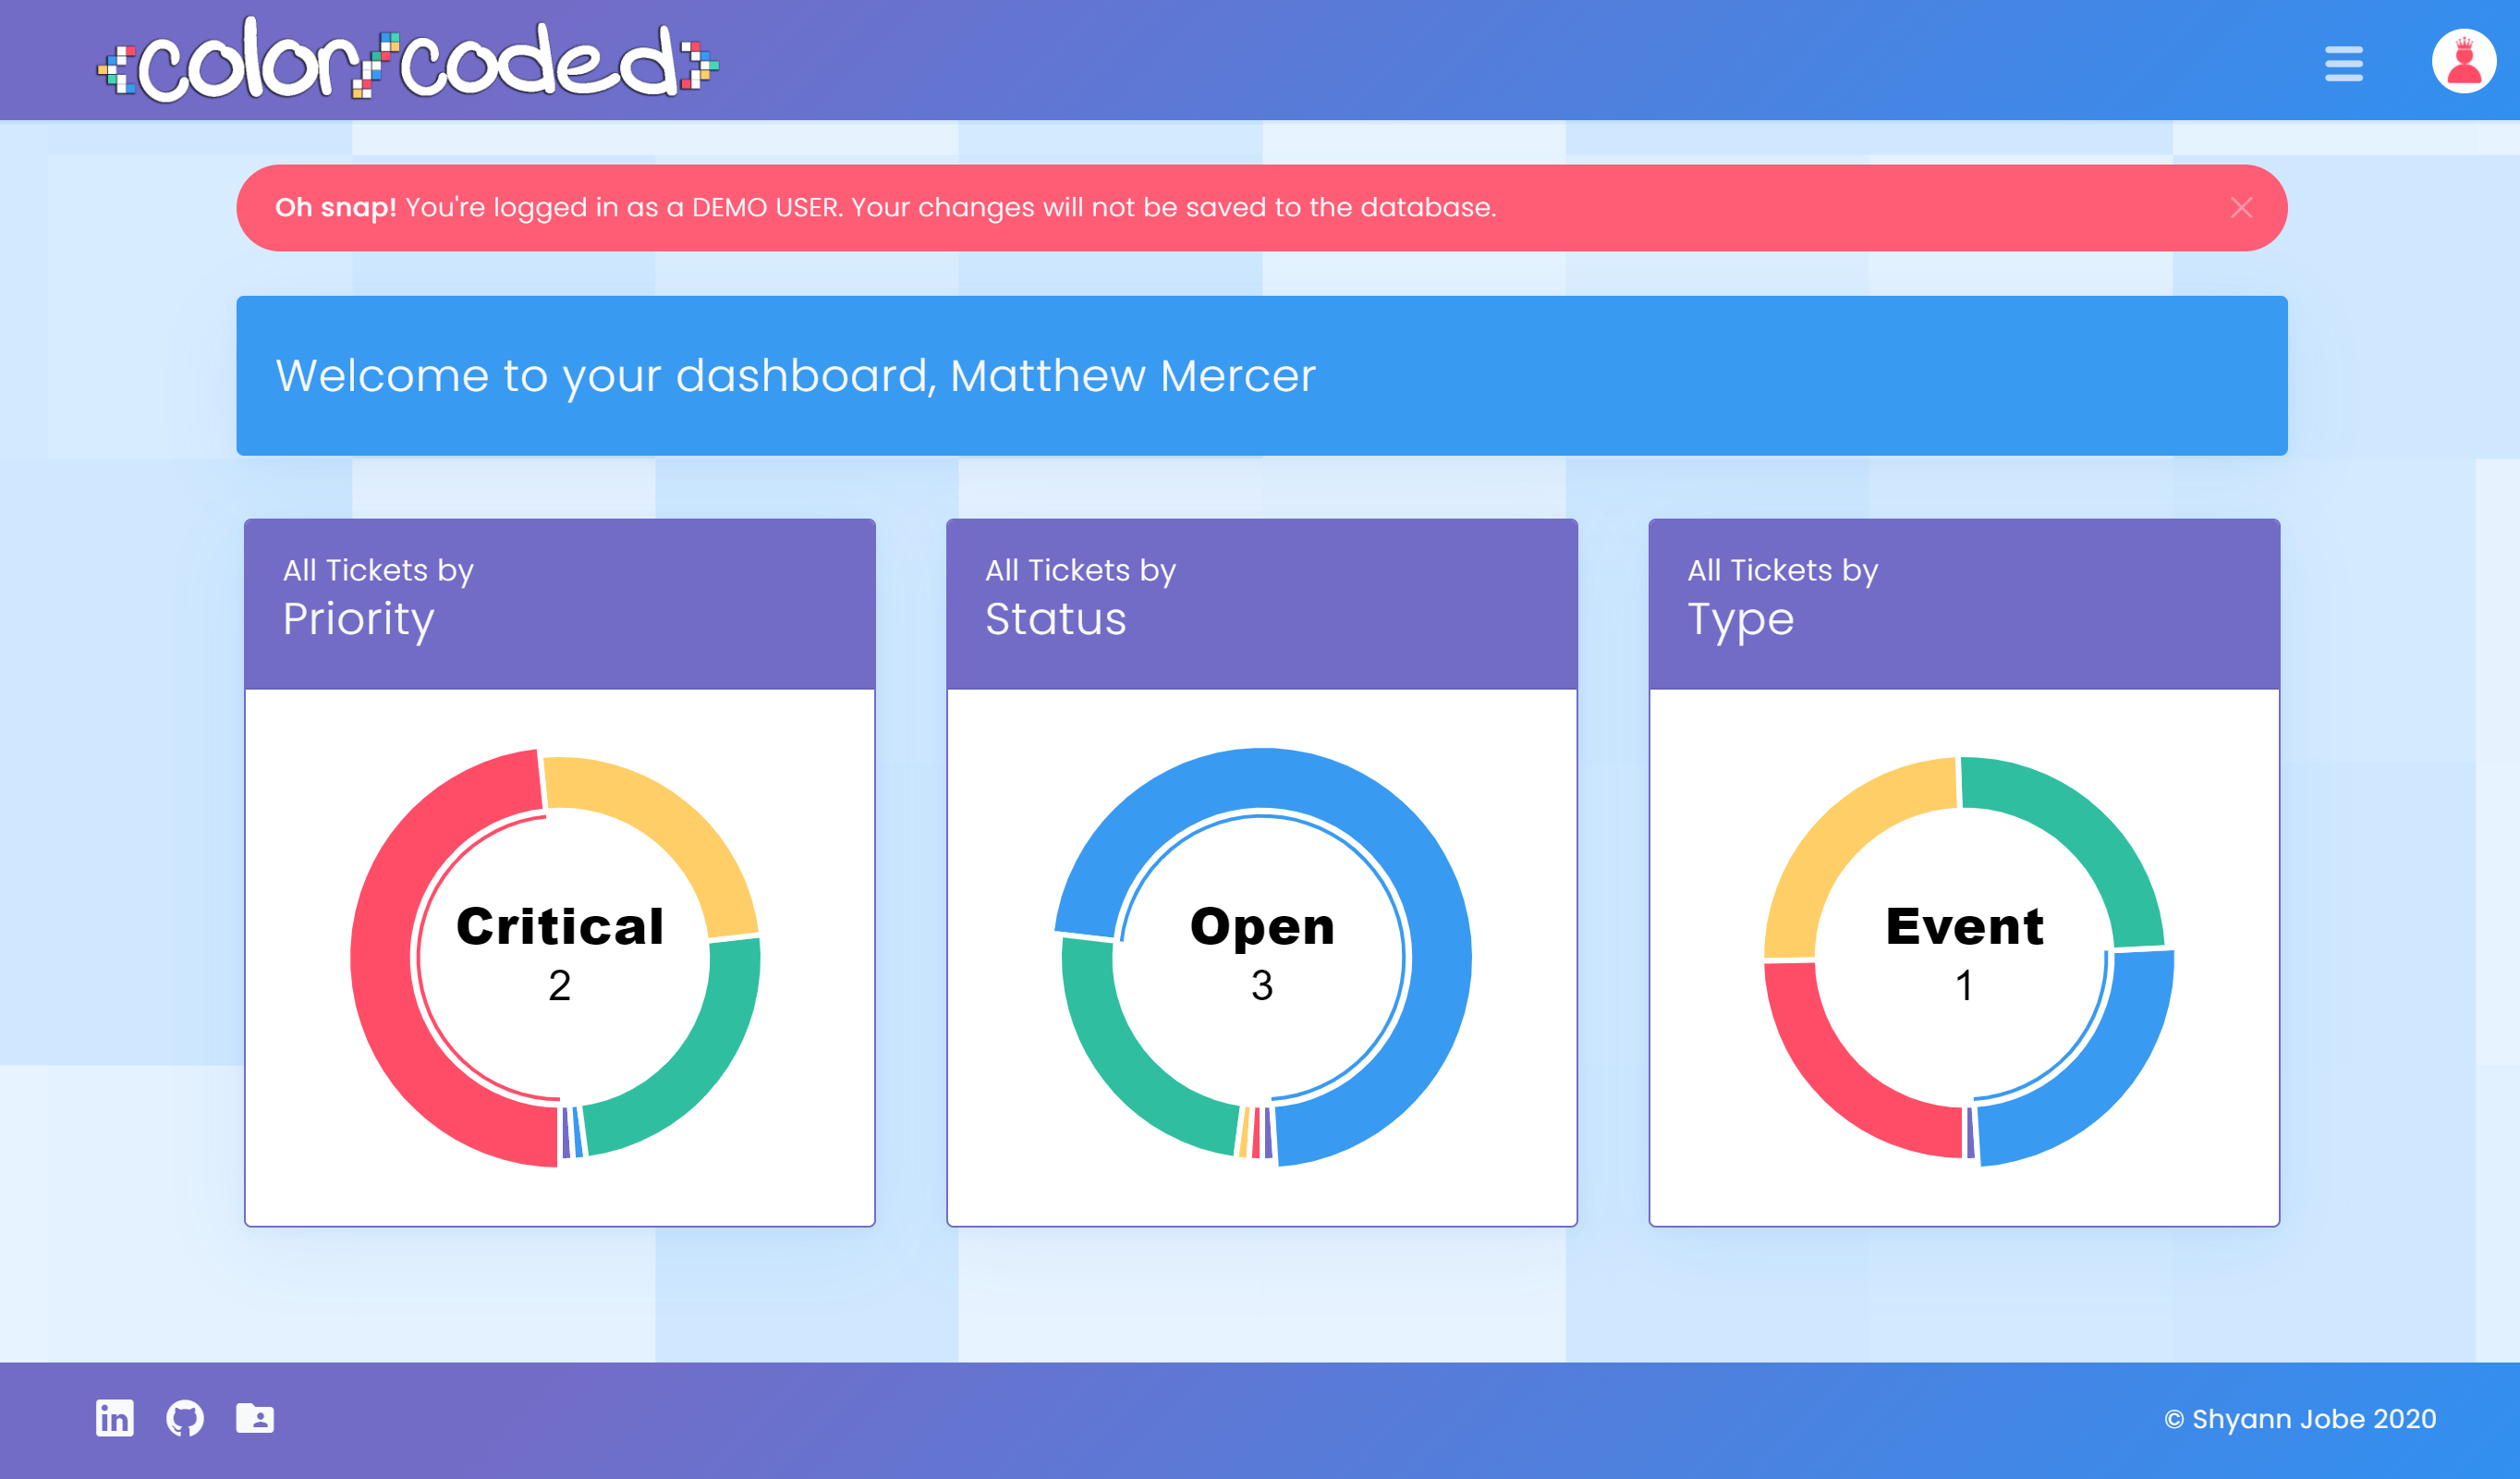 color coded
Oh snap! You're logged in as a DEMO USER. Your changes will not be saved to the database.
Welcome to your dashboard, Matthew Mercer
All Tickets by
Priority
Critical
2
All Tickets by
Status
Open
3
All Tickets by
Type
Event
1
in
© Shyann Jobe 2020